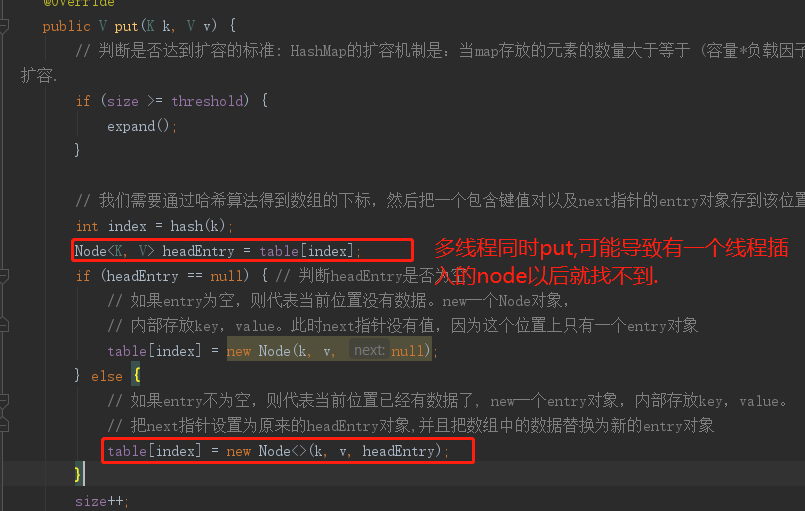 @Override
public V put(K k, V v) {
// 判断是否达到扩容的标准: HashMap的扩容机制是: 当map存放的元素的数量大于等于 (容量*负载因子
扩容.
if (size >= threshold) {
expand();
}
// 我们需要通过哈希算法得到数组的下标, 然后把一个包含键值对以及next指针的entry对象存到该位置
int index = hash(k);
Node<K, V> headEntry = table[index];
多线程同时put,可能导致有一个线程插
入的node以后就找不到.
if (headEntry == null) { // 判断headEntry是否为空
// 如果entry为空, 则代表当前位置没有数据。new一个Node对象,
// 内部存放key, value。此时next指针没有值, 因为这个位置上只有一个entry对象
table[index] = new Node(k, v, next: null);
} else {
// 如果entry不为空, 则代表当前位置已经有数据了, new一个entry对象, 内部存放key, value。
// 把next指针设置为原来的headEntry对象,并且把数组中的数据替换为新的entry对象
table[index] = new Node<>(k, v, headEntry);
}
size++;